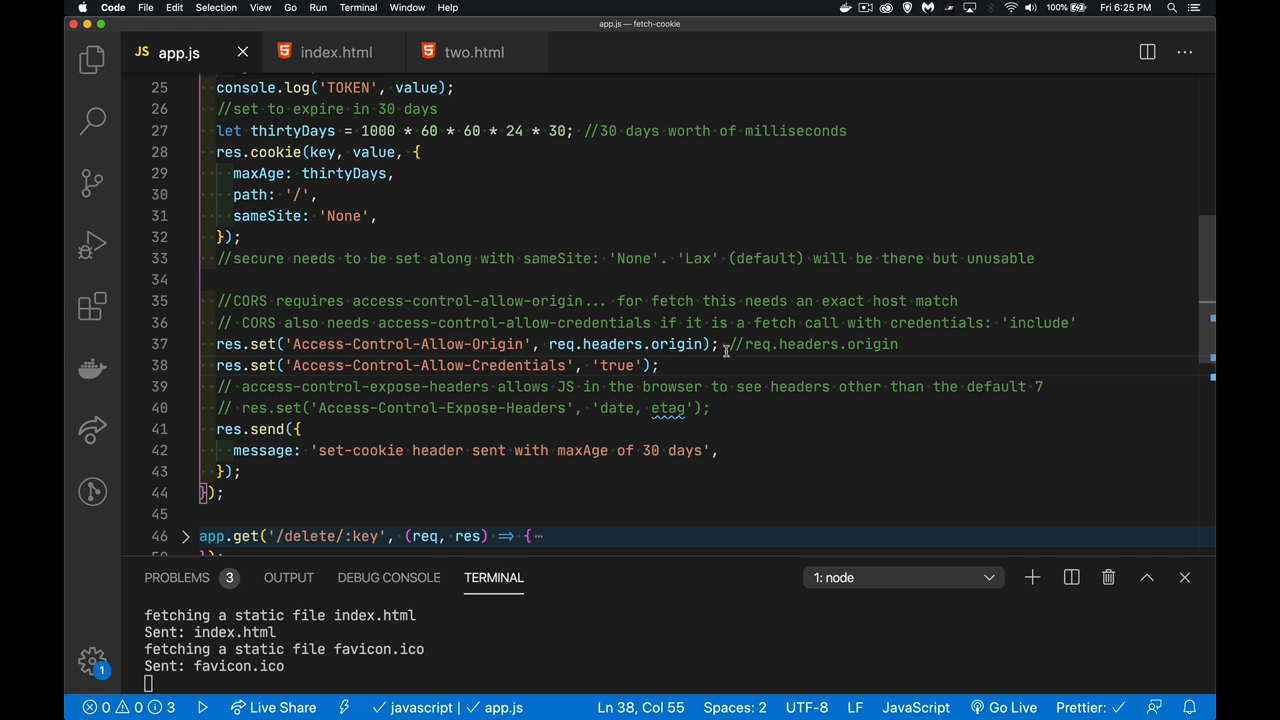 Code File Edit Selection View Go Run Terminal Window Help 100% Fri 6:25 PM
app.js — fetch-cookie
JS app.js index.html two.html
25 console.log('TOKEN', value);
26 //set to expire in 30 days
27 let thirtyDays = 1000 * 60 * 60 * 24 * 30; //30 days worth of milliseconds
28 res.cookie(key, value, {
29 maxAge: thirtyDays,
30 path: '/',
31 sameSite: 'None',
32 });
33 //secure needs to be set along with sameSite: 'None'. 'Lax' (default) will be there but unusable
34
35 //CORS requires access-control-allow-origin... for fetch this needs an exact host match
36 // CORS also needs access-control-allow-credentials if it is a fetch call with credentials: 'include'
37 res.set('Access-Control-Allow-Origin', req.headers.origin); //req.headers.origin
38 res.set('Access-Control-Allow-Credentials', 'true');
39 // access-control-expose-headers allows JS in the browser to see headers other than the default 7
40 // res.set('Access-Control-Expose-Headers', 'date, etag');
41 res.send({
42 message: 'set-cookie header sent with maxAge of 30 days',
43 });
44 });
45
46 app.get('/delete/:key', (req, res) => {
PROBLEMS 3 OUTPUT DEBUG CONSOLE TERMINAL 1: node
fetching a static file index.html
Sent: index.html
fetching a static file favicon.ico
Sent: favicon.ico
1
0 0 3 Live Share javascript | app.js Ln 38, Col 55 Spaces: 2 UTF-8 LF JavaScript Go Live Prettier: ✓